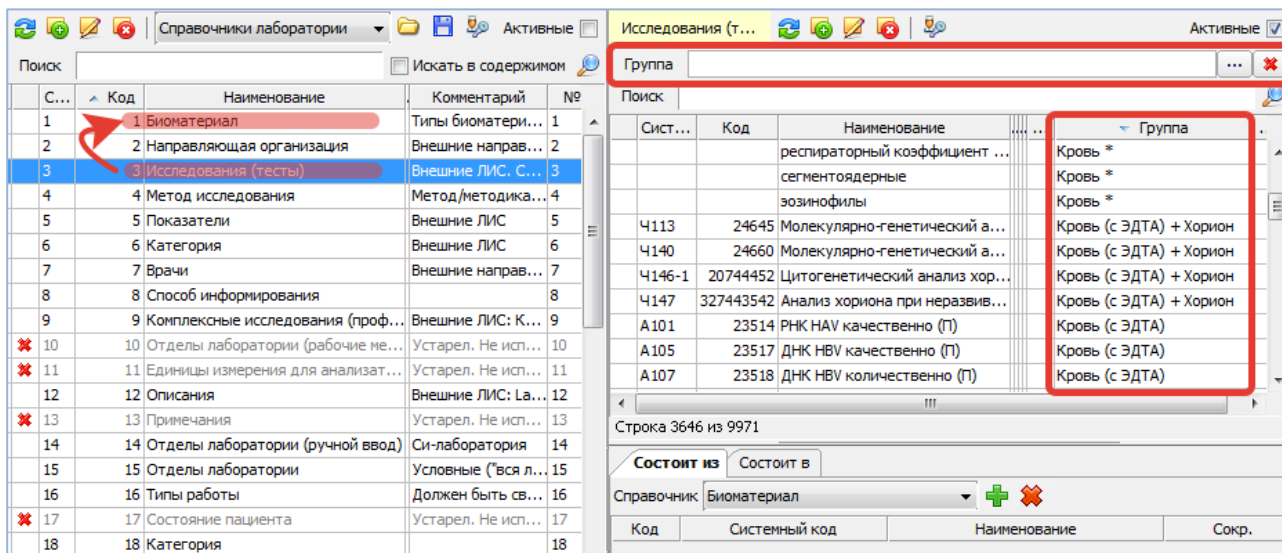 Справочники лаборатории Активные
Поиск Искать в содержимом
С... Код Наименование Комментарий №
1 1 Биоматериал Типы биоматери... 1
2 2 Направляющая организация Внешние направ... 2
3 3 Исследования (тесты) Внешние ЛИС. С... 3
4 4 Метод исследования Метод/методика... 4
5 5 Показатели Внешние ЛИС 5
6 6 Категория Внешние ЛИС 6
7 7 Врачи Внешние направ... 7
8 8 Способ информирования 8
9 9 Комплексные исследования (проф... Внешние ЛИС: К... 9
10 10 Отделы лаборатории (рабочие ме... Устарел. Не исп... 10
11 11 Единицы измерения для анализат... Устарел. Не исп... 11
12 12 Описания Внешние ЛИС: La... 12
13 13 Примечания Устарел. Не исп... 13
14 14 Отделы лаборатории (ручной ввод) Си-лаборатория 14
15 15 Отделы лаборатории Условные ("вся л... 15
16 16 Типы работы Должен быть св... 16
17 17 Состояние пациента Устарел. Не исп... 17
18 18 Категория 18
Исследования (т... Активные
Группа ...
Поиск
Сист... Код Наименование ... ... Группа ..
респираторный коэффициент ... Кровь *
сегментоядерные Кровь *
эозинофилы Кровь *
Ч113 24645 Молекулярно-генетический а... Кровь (с ЭДТА) + Хорион
Ч140 24660 Молекулярно-генетический а... Кровь (с ЭДТА) + Хорион
Ч146-1 20744452 Цитогенетический анализ хор... Кровь (с ЭДТА) + Хорион
Ч147 327443542 Анализ хориона при неразвив... Кровь (с ЭДТА) + Хорион
А101 23514 РНК HAV качественно (П) Кровь (с ЭДТА)
А105 23517 ДНК HBV качественно (П) Кровь (с ЭДТА)
А107 23518 ДНК HBV количественно (П) Кровь (с ЭДТА)
Строка 3646 из 9971
Состоит из Состоит в
Справочник Биоматериал
Код Системный код Наименование Сокр.